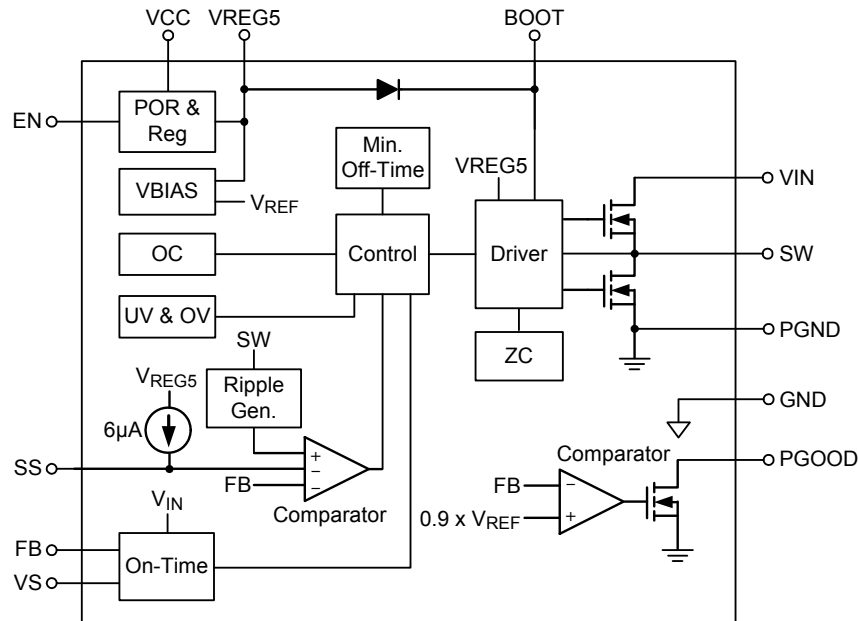 VCC VREG5 BOOT
EN
POR &
Reg
Min.
Off-Time
VREG5
VIN
VBIAS
VREF
OC
Control
Driver
SW
UV & OV
SW
ZC
PGND
VREG5
Ripple
Gen.
GND
6µA
Comparator
PGOOD
SS
+
−
FB
−
Comparator
FB
−
0.9 x VREF
+
VIN
FB
On-Time
VS